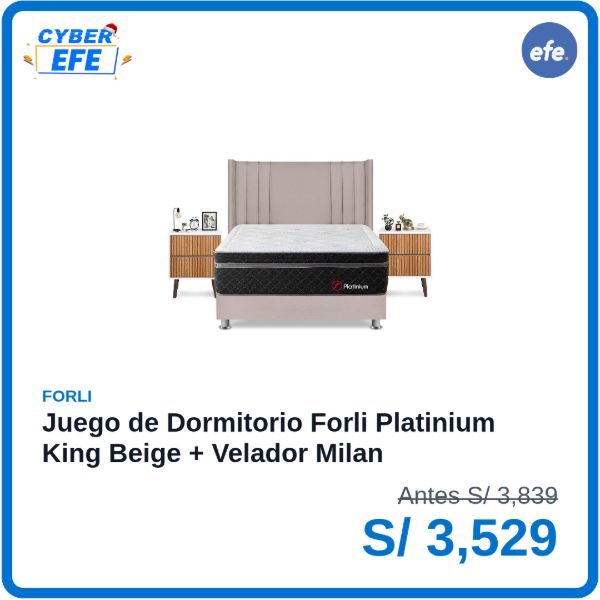 CYBER
EFE
efe.
Platinium
FORLI
Juego de Dormitorio Forli Platinium
King Beige + Velador Milan
Antes S/ 3,839
S/ 3,529